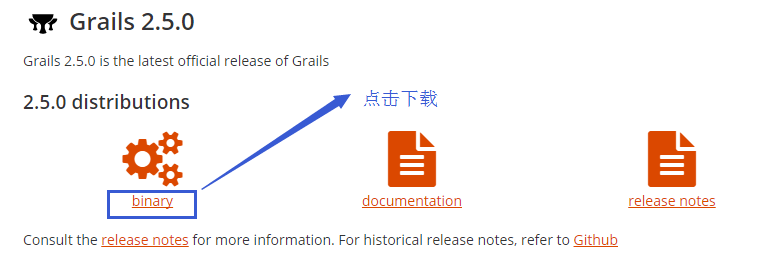 Grails 2.5.0
Grails 2.5.0 is the latest official release of Grails
2.5.0 distributions
点击下载
binary
documentation
release notes
Consult the release notes for more information. For historical release notes, refer to Github